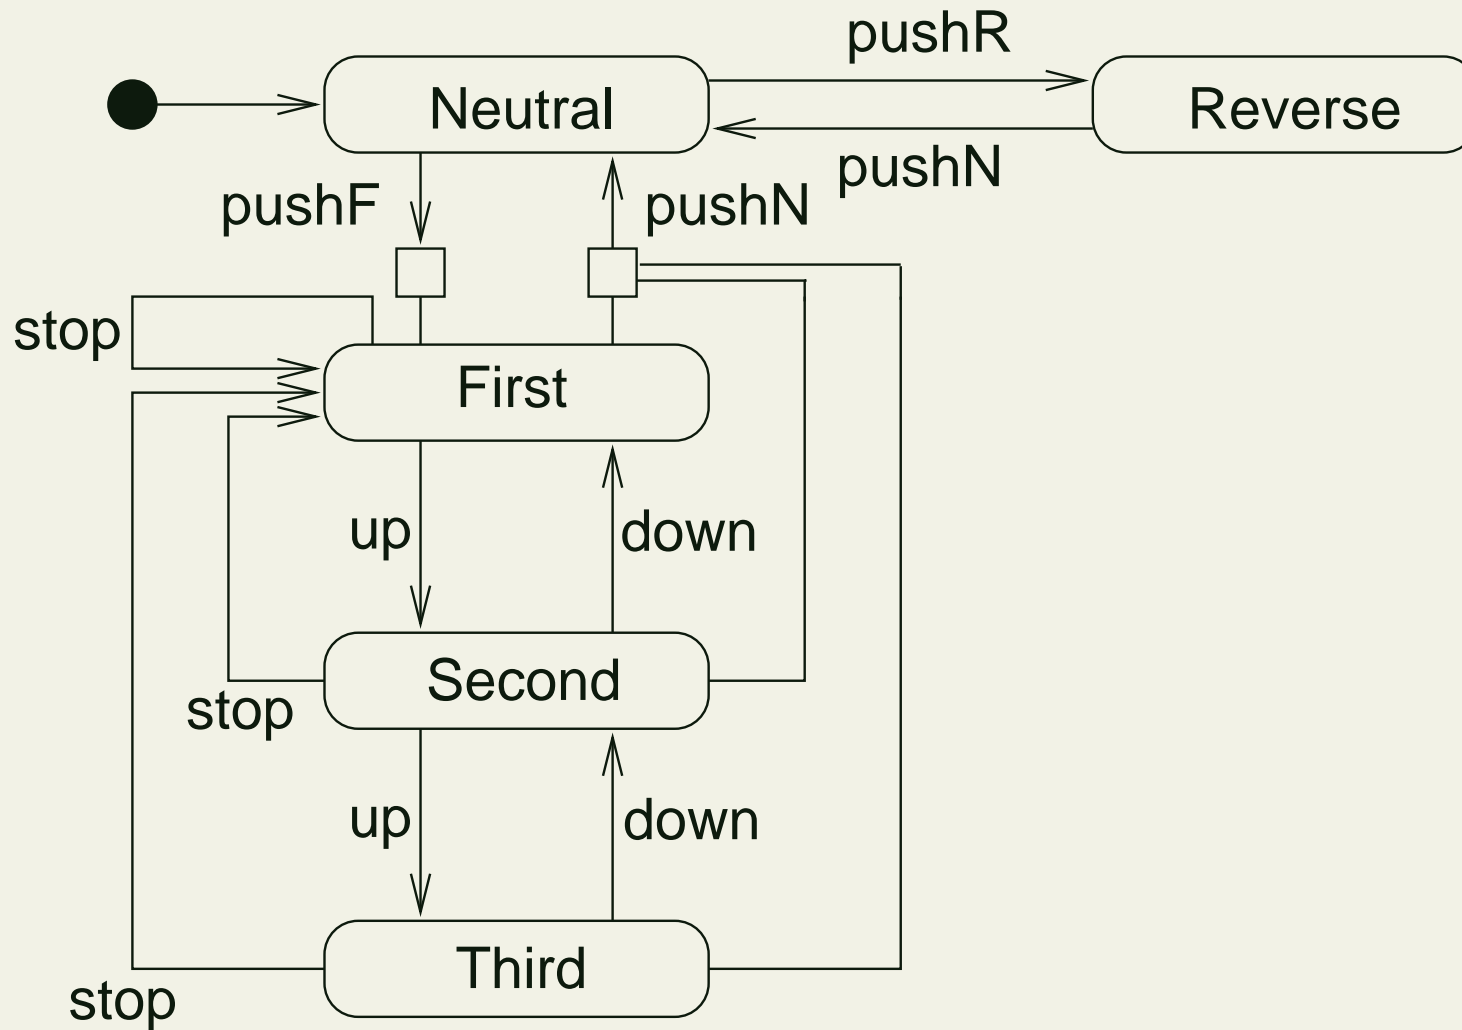 pushR
Neutral
Reverse
pushN
pushF
pushN
stop
First
up
down
Second
stop
up
down
Third
stop